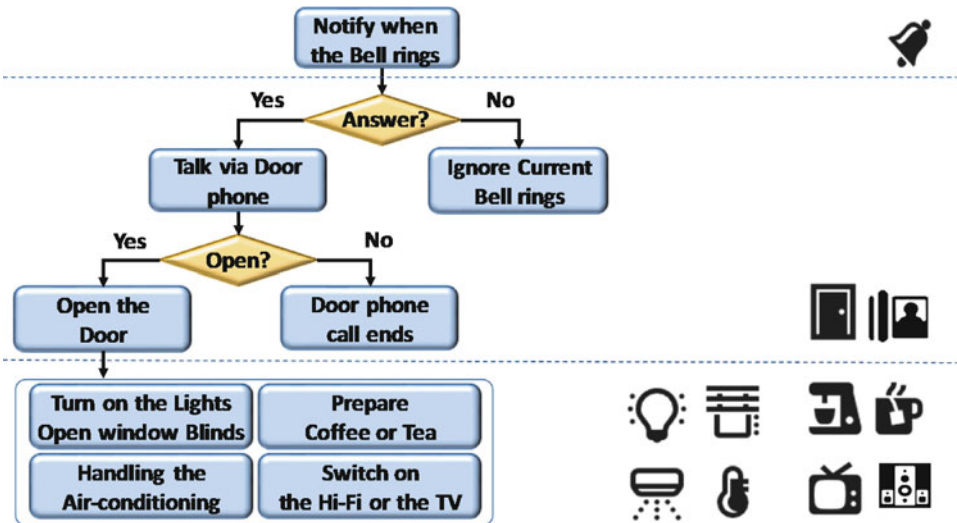 Notify when
the Bell rings
Yes
No
Answer?
Talk via Door
phone
Ignore Current
Bell rings
Yes
No
Open?
Open the
Door
Door phone
call ends
Turn on the Lights
Open window Blinds
Prepare
Coffee or Tea
Handling the
Air-conditioning
Switch on
the Hi-Fi or the TV